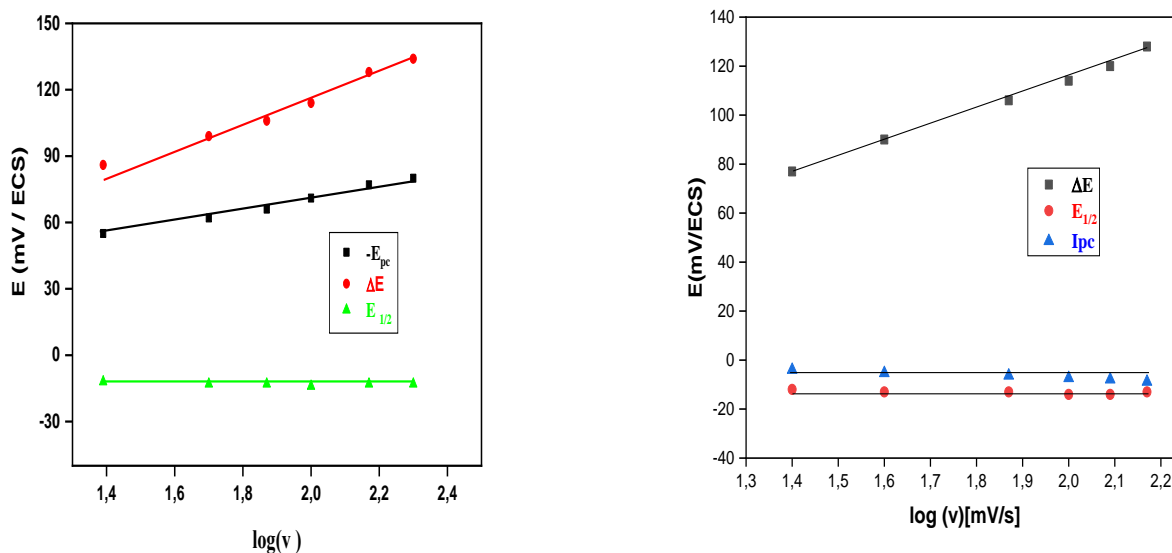 150
120
90
60
30
0
-30
E (mV / ECS)
-E_pc
ΔE
E_1/2
1,4 1,6 1,8 2,0 2,2 2,4
log(v )
140
120
100
80
60
40
20
0
-20
-40
E(mV/ECS)
ΔE
E_1/2
Ipc
1,3 1,4 1,5 1,6 1,7 1,8 1,9 2,0 2,1 2,2
log (v)[mV/s]